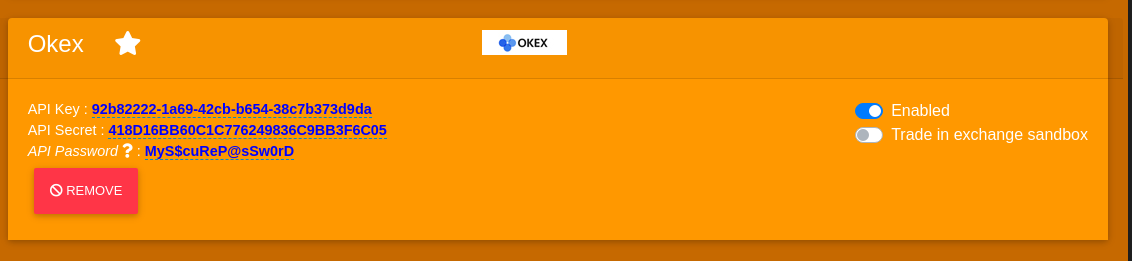 Okex
OKEX
API Key : 92b82222-1a69-42cb-b654-38c7b373d9da
Enabled
API Secret : 418D16BB60C1C776249836C9BB3F6C05
Trade in exchange sandbox
API Password ? : MyS$cuReP@sSw0rD
REMOVE